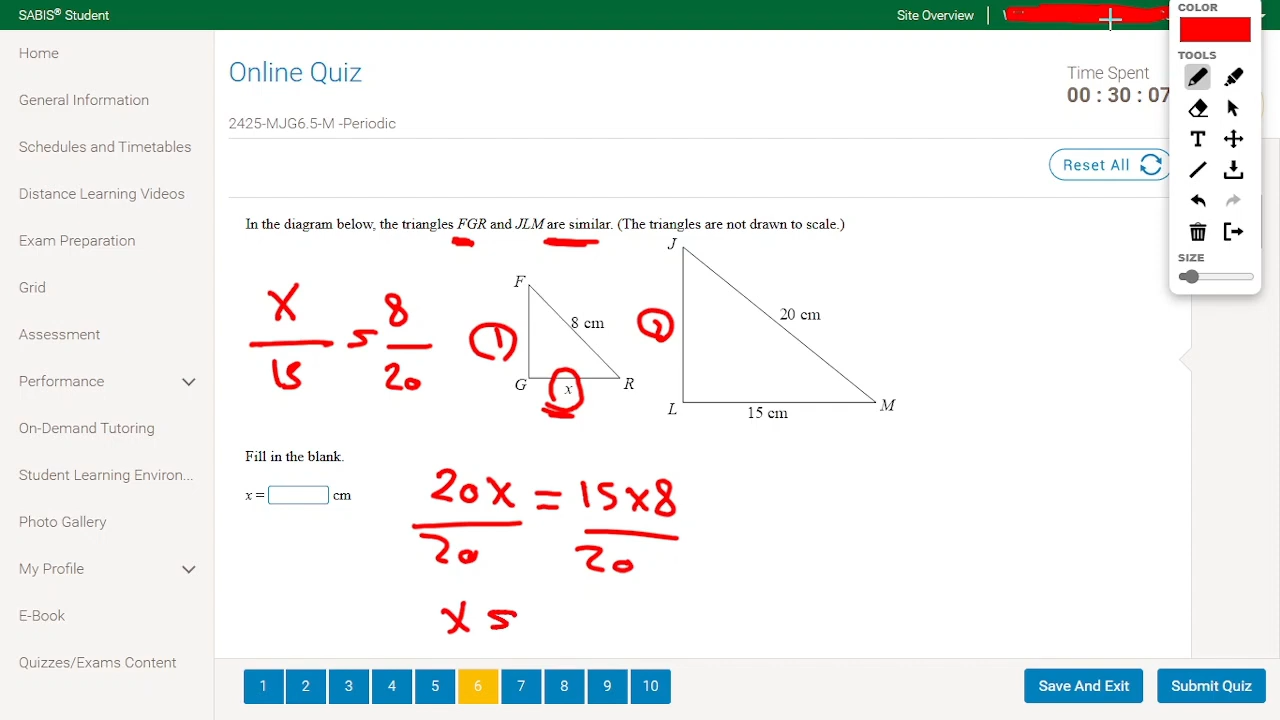 SABIS® Student
Site Overview
COLOR
TOOLS
T
SIZE
Home
General Information
Schedules and Timetables
Distance Learning Videos
Exam Preparation
Grid
Assessment
Performance
On-Demand Tutoring
Student Learning Environ...
Photo Gallery
My Profile
E-Book
Quizzes/Exams Content
Online Quiz
2425-MJG6.5-M -Periodic
Time Spent
00 : 30 : 07
Reset All
In the diagram below, the triangles FGR and JLM are similar. (The triangles are not drawn to scale.)
J
F
8 cm
20 cm
G
x
R
L
15 cm
M
1
2
x
15
=
8
20
Fill in the blank.
x = cm
20x = 15x8
20 20
x =
1 2 3 4 5 6 7 8 9 10
Save And Exit
Submit Quiz